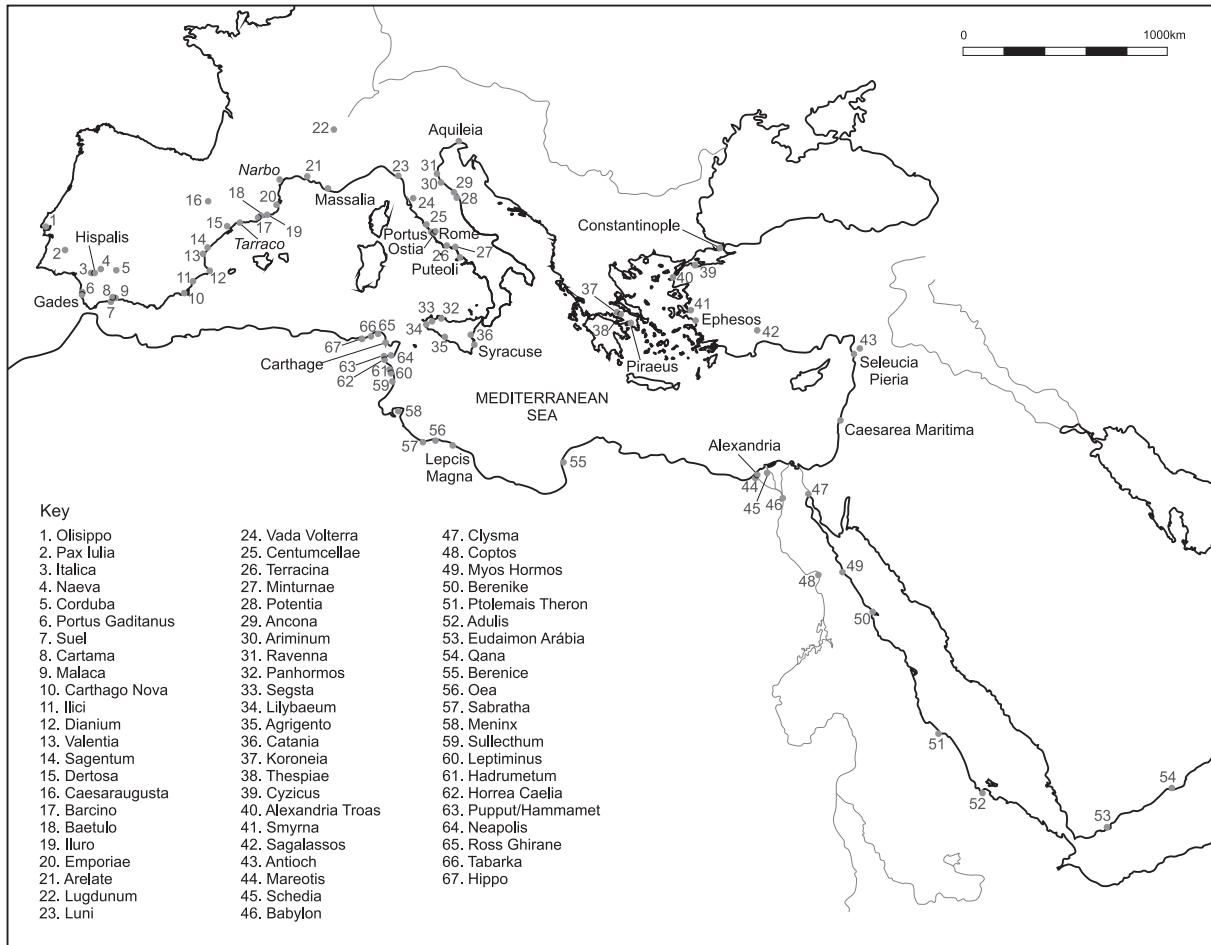 0 1000km
22
Aquileia
Narbo
21
23
31
30
29
28
Massalia
18
20
16
24
1
15
17
19
Tarraco
25
Portus
Rome
Ostia
Constantinople
2
Hispalis
14
13
26
27
Puteoli
39
40
3
4
5
12
11
10
Gades
6
8
9
7
37
41
Ephesos
42
33
32
34
38
66
65
35
36
Syracuse
Piraeus
43
67
Carthage
64
63
62
61
60
59
Seleucia
Pieria
MEDITERRANEAN
SEA
58
Caesarea Maritima
56
57
Lepcis
Magna
55
Alexandria
44
45
46
47
48
49
50
51
52
53
54
Key
1. Olisippo
2. Pax Iulia
3. Italica
4. Naeva
5. Corduba
6. Portus Gaditanus
7. Suel
8. Cartama
9. Malaca
10. Carthago Nova
11. Ilici
12. Dianium
13. Valentia
14. Sagentum
15. Dertosa
16. Caesaraugusta
17. Barcino
18. Baetulo
19. Iluro
20. Emporiae
21. Arelate
22. Lugdunum
23. Luni
24. Vada Volterra
25. Centumcellae
26. Terracina
27. Minturnae
28. Potentia
29. Ancona
30. Ariminum
31. Ravenna
32. Panhormos
33. Segsta
34. Lilybaeum
35. Agrigento
36. Catania
37. Koroneia
38. Thespiae
39. Cyzicus
40. Alexandria Troas
41. Smyrna
42. Sagalassos
43. Antioch
44. Mareotis
45. Schedia
46. Babylon
47. Clysma
48. Coptos
49. Myos Hormos
50. Berenike
51. Ptolemais Theron
52. Adulis
53. Eudaimon Arábia
54. Qana
55. Berenice
56. Oea
57. Sabratha
58. Meninx
59. Sullecthum
60. Leptiminus
61. Hadrumetum
62. Horrea Caelia
63. Pupput/Hammamet
64. Neapolis
65. Ross Ghirane
66. Tabarka
67. Hippo